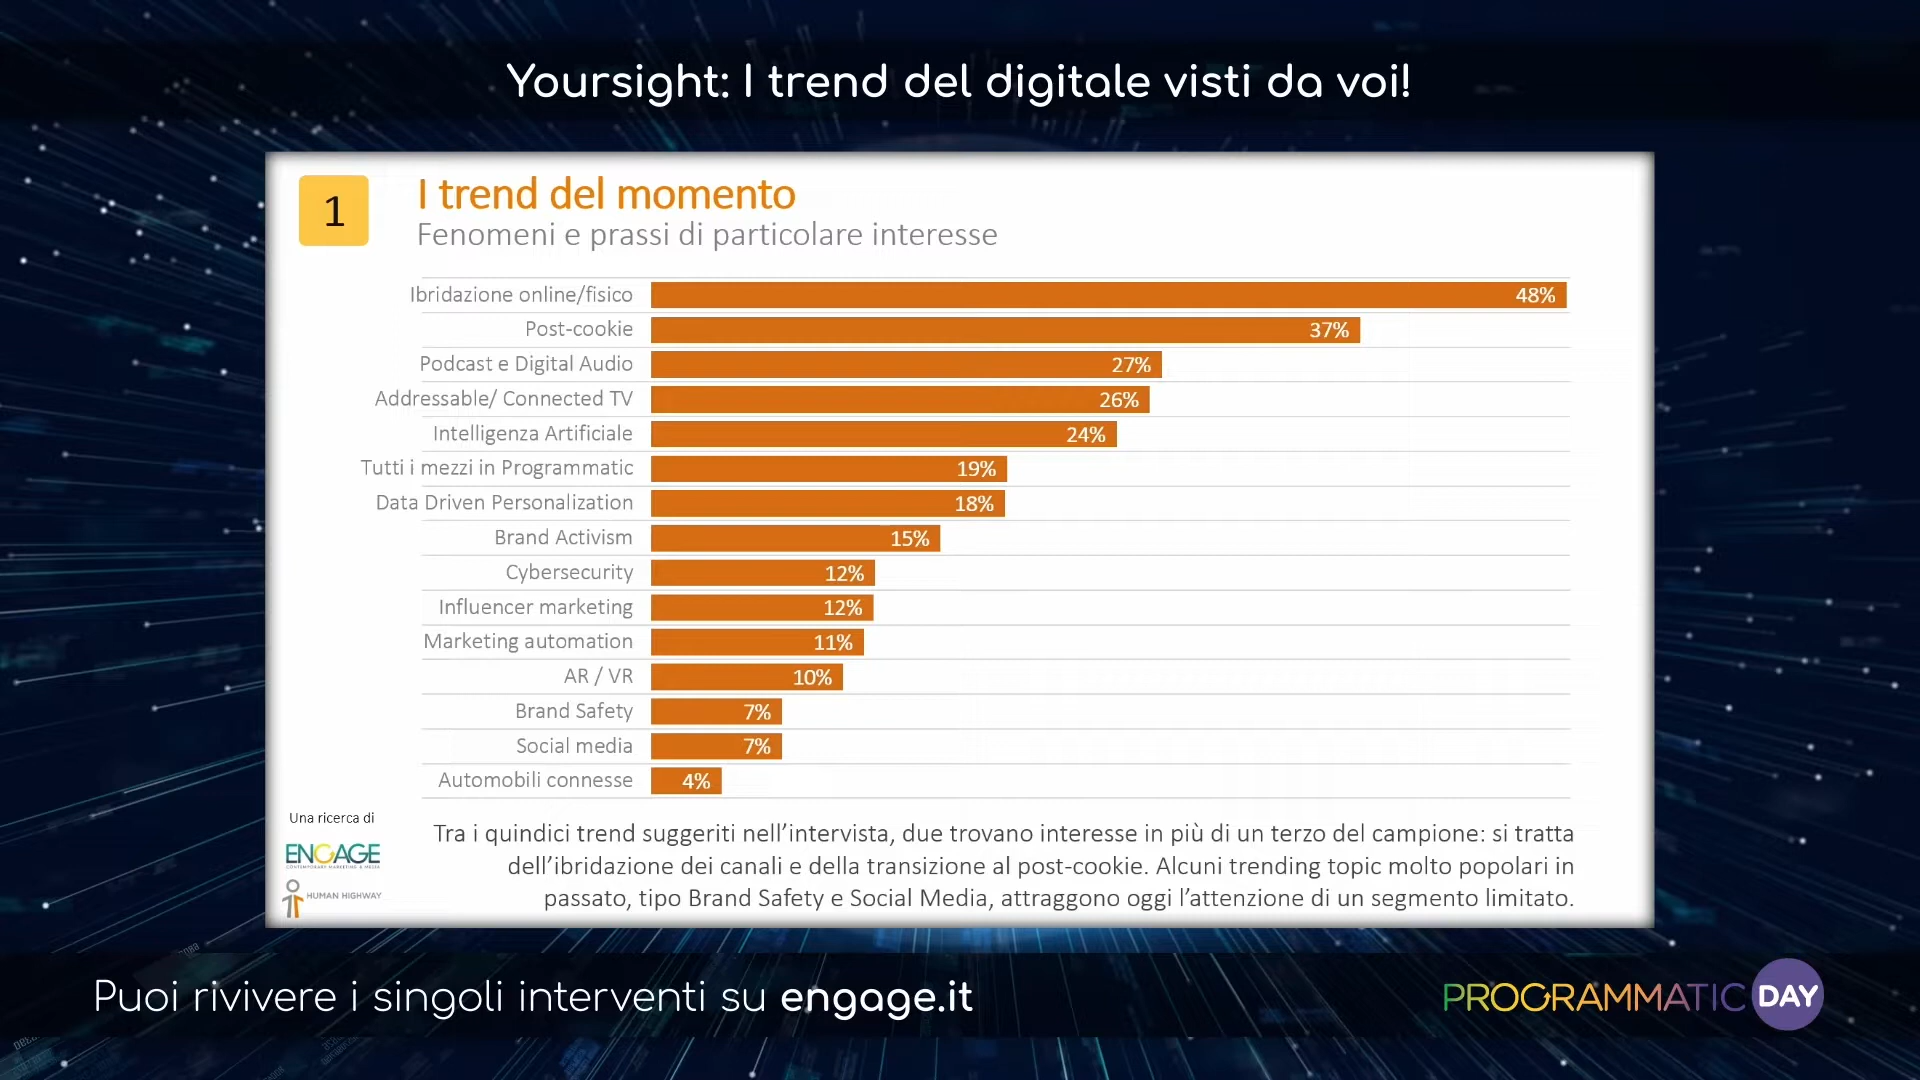 Yoursight: I trend del digitale visti da voi!
1
I trend del momento
Fenomeni e prassi di particolare interesse
Ibridazione online/fisico 48%
Post-cookie 37%
Podcast e Digital Audio 27%
Addressable/ Connected TV 26%
Intelligenza Artificiale 24%
Tutti i mezzi in Programmatic 19%
Data Driven Personalization 18%
Brand Activism 15%
Cybersecurity 12%
Influencer marketing 12%
Marketing automation 11%
AR / VR 10%
Brand Safety 7%
Social media 7%
Automobili connesse 4%
Una ricerca di
ENGAGE
CONTEMPORARY MARKETING & MEDIA
HUMAN HIGHWAY
Tra i quindici trend suggeriti nell’intervista, due trovano interesse in più di un terzo del campione: si tratta
dell’ibridazione dei canali e della transizione al post-cookie. Alcuni trending topic molto popolari in
passato, tipo Brand Safety e Social Media, attraggono oggi l’attenzione di un segmento limitato.
Puoi rivivere i singoli interventi su engage.it
PROGRAMMATIC DAY